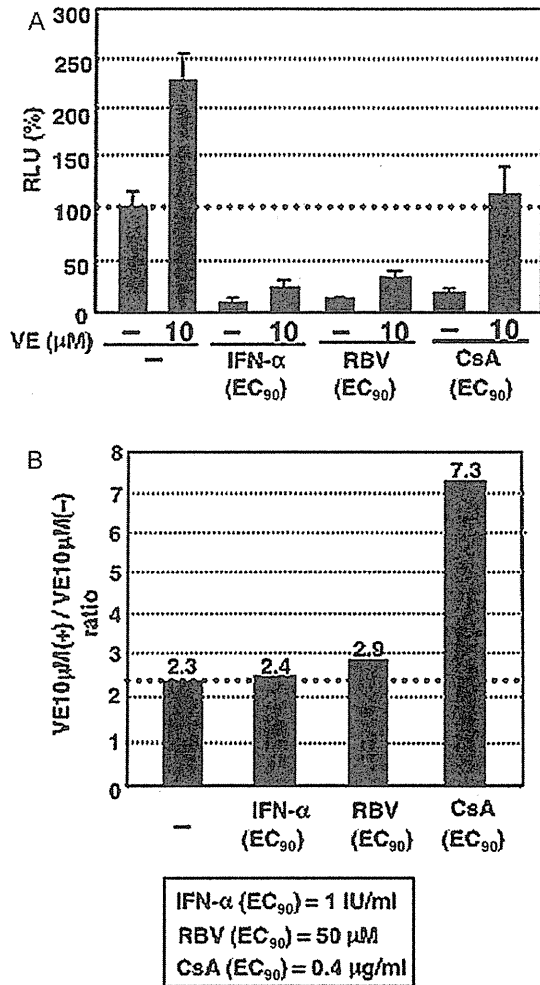 A
RLU (%)
300
250
200
150
100
50
0
VE (μM) – 10 – 10 – 10 – 10
– IFN-α RBV CsA
(EC90) (EC90) (EC90)
B
VE10μM(+) / VE10μM(–)
ratio
8
7
6
5
4
3
2
1
0
2.3 2.4 2.9 7.3
– IFN-α RBV CsA
(EC90) (EC90) (EC90)
IFN-α (EC90) = 1 IU/ml
RBV (EC90) = 50 μM
CsA (EC90) = 0.4 μg/ml